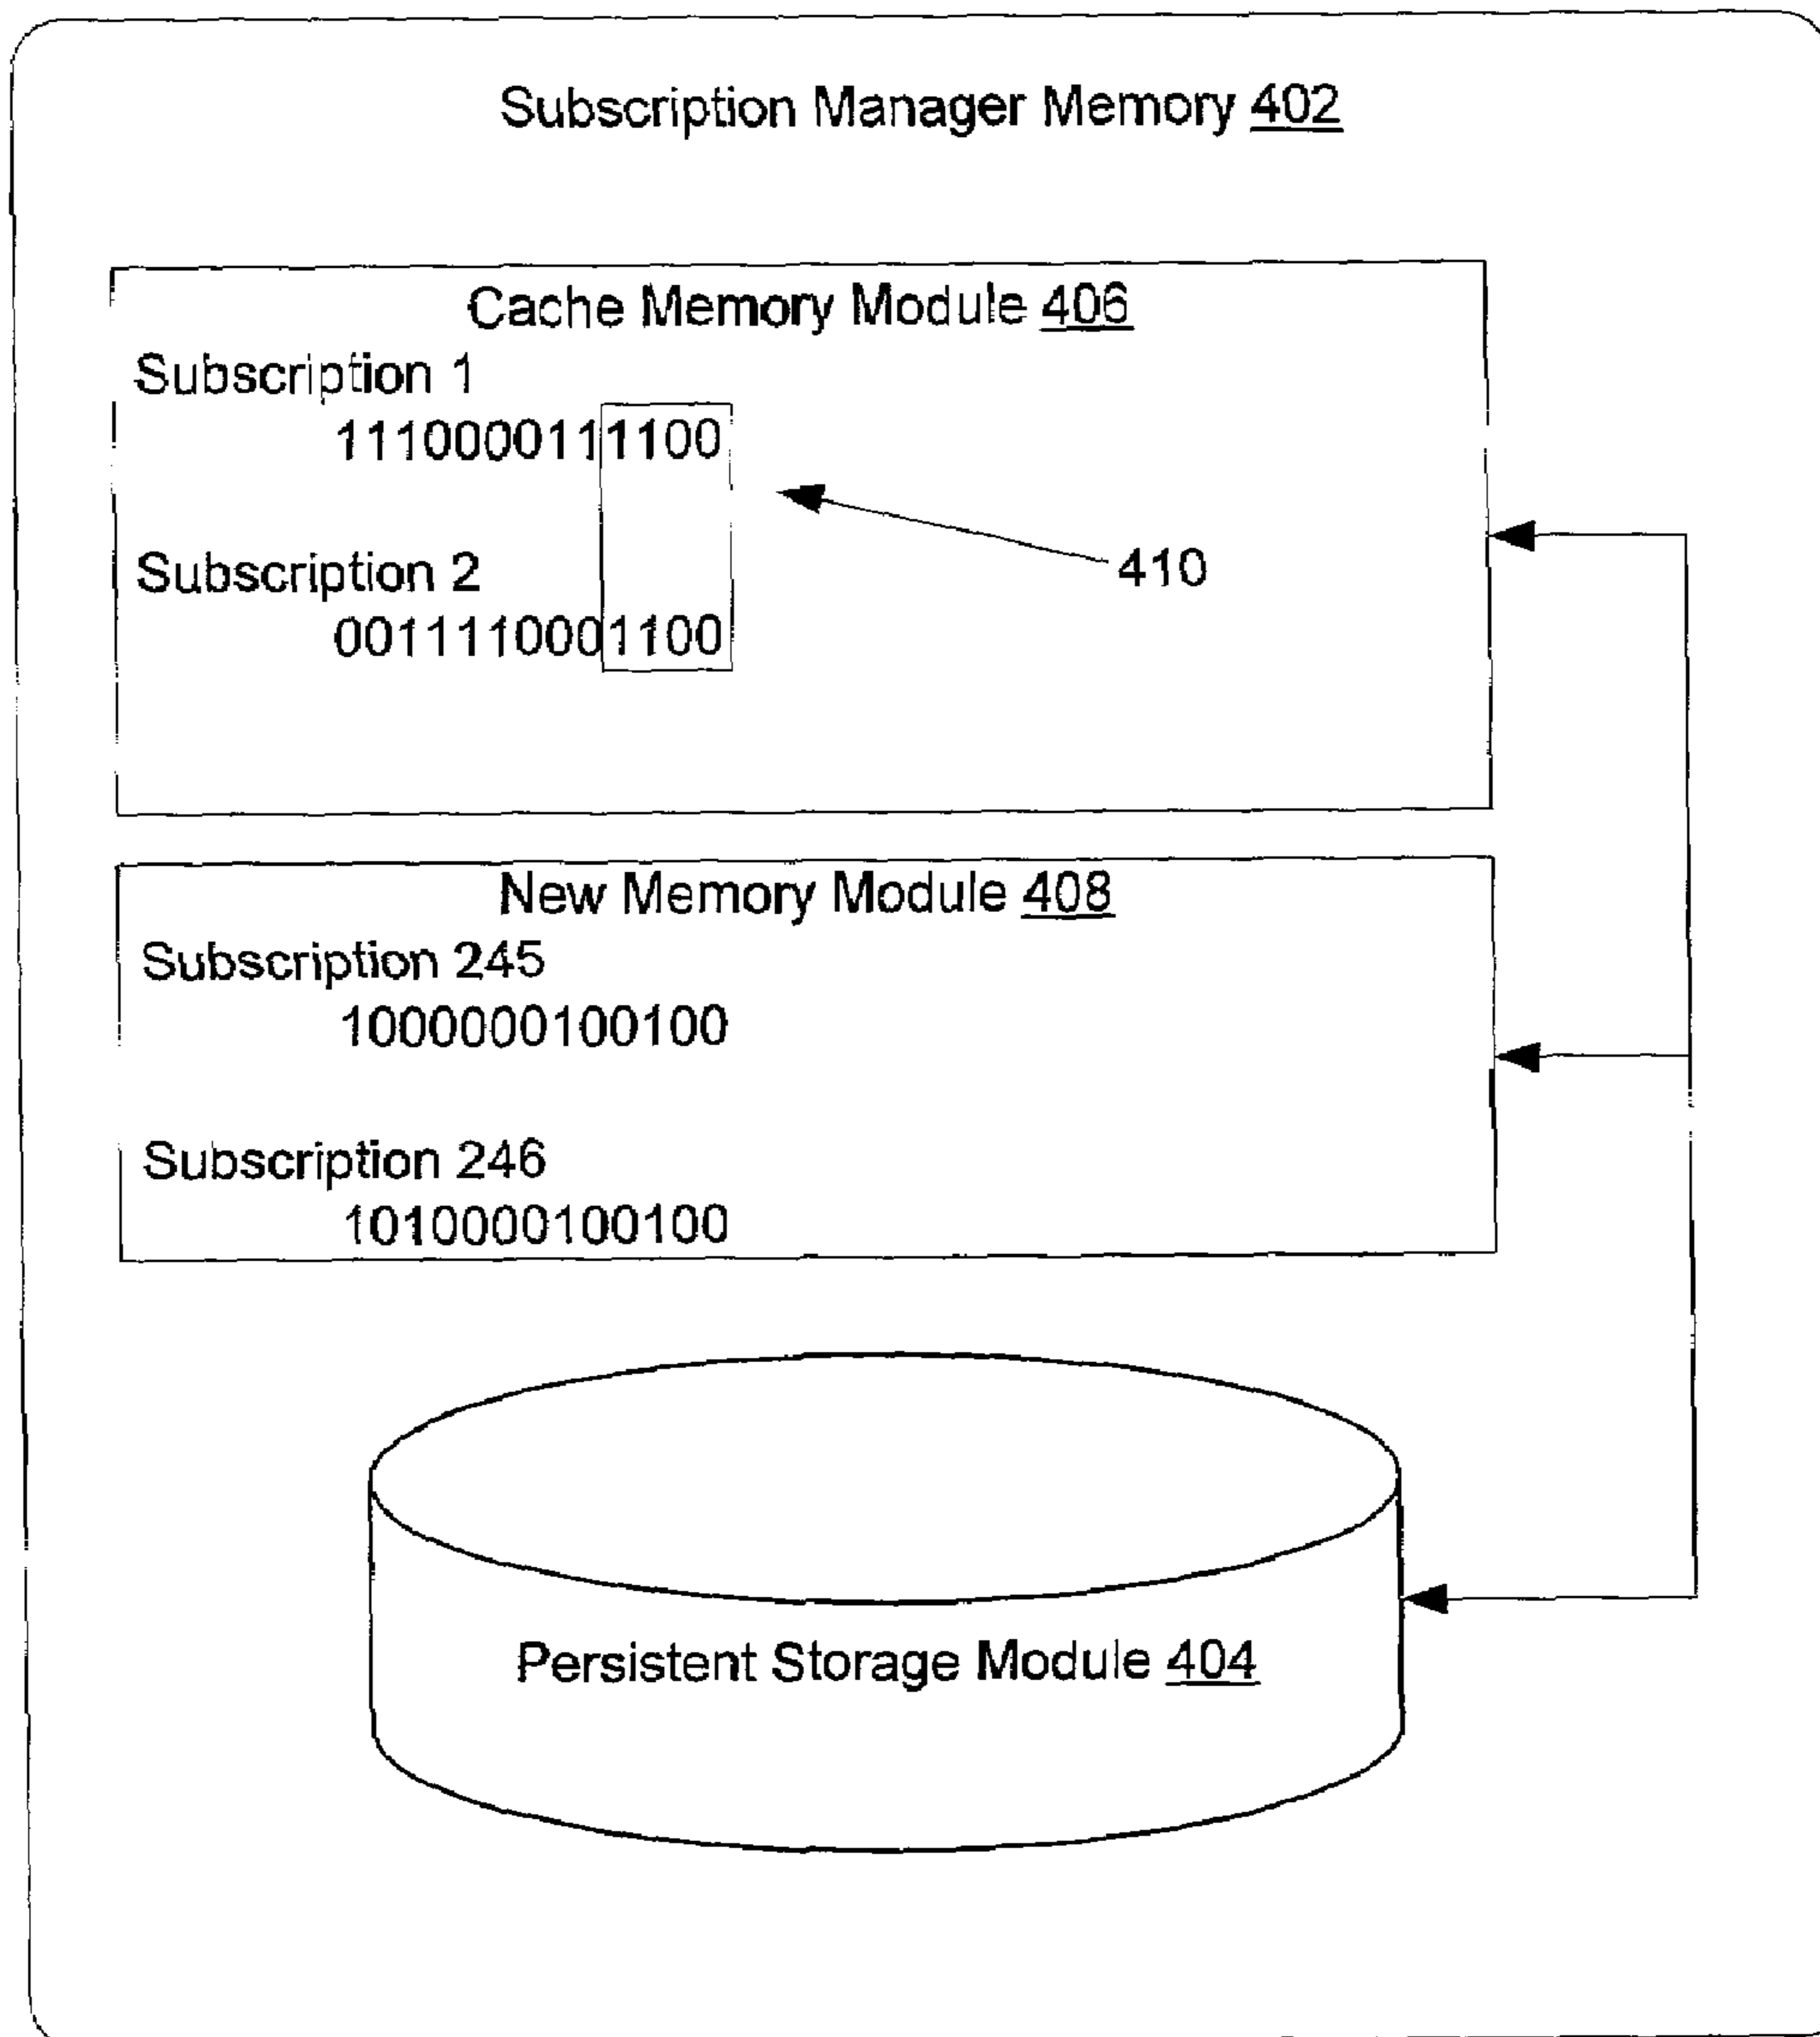 Subscription Manager Memory 402
Cache Memory Module 406
Subscription 1
1110000111100
410
Subscription 2
0011110001100
New Memory Module 408
Subscription 245
1000000100100
Subscription 246
1010000100100
Persistent Storage Module 404